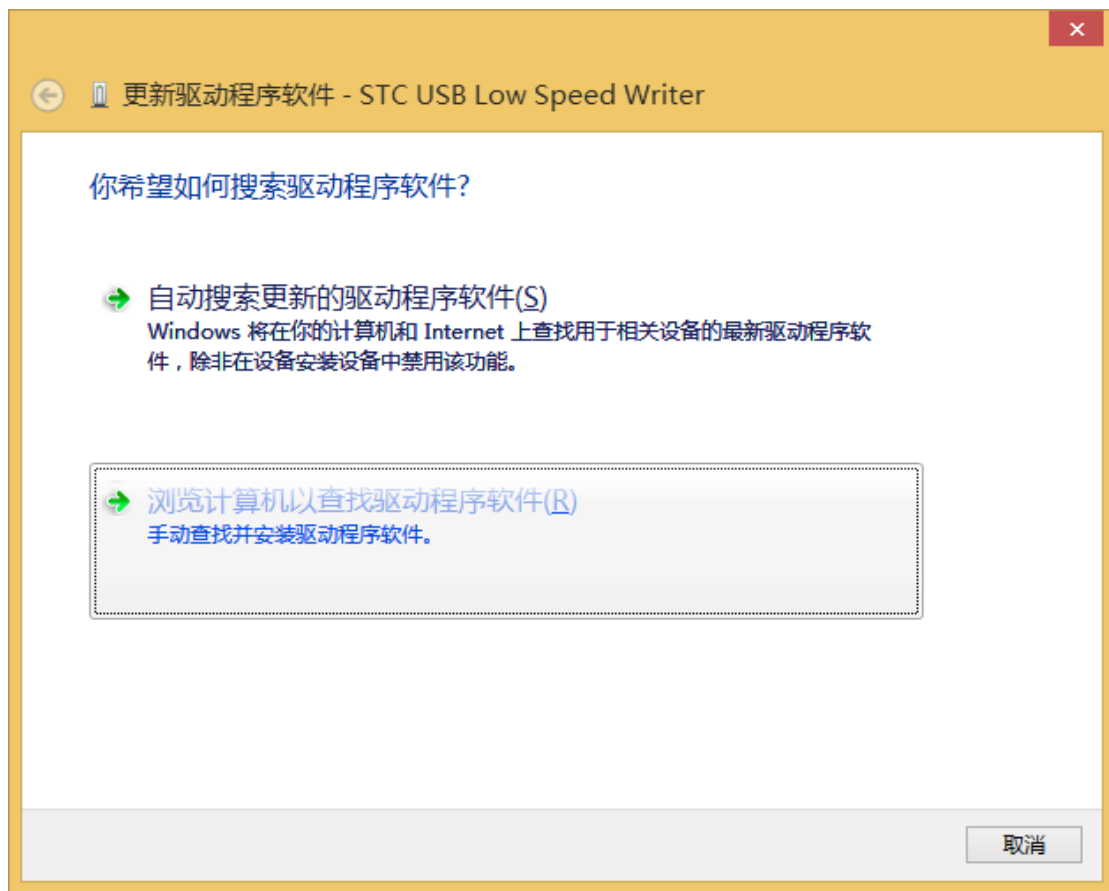 更新驱动程序软件 - STC USB Low Speed Writer
你希望如何搜索驱动程序软件?
自动搜索更新的驱动程序软件(S)
Windows 将在你的计算机和 Internet 上查找用于相关设备的最新驱动程序软
件，除非在设备安装设备中禁用该功能。
浏览计算机以查找驱动程序软件(R)
手动查找并安装驱动程序软件。
取消